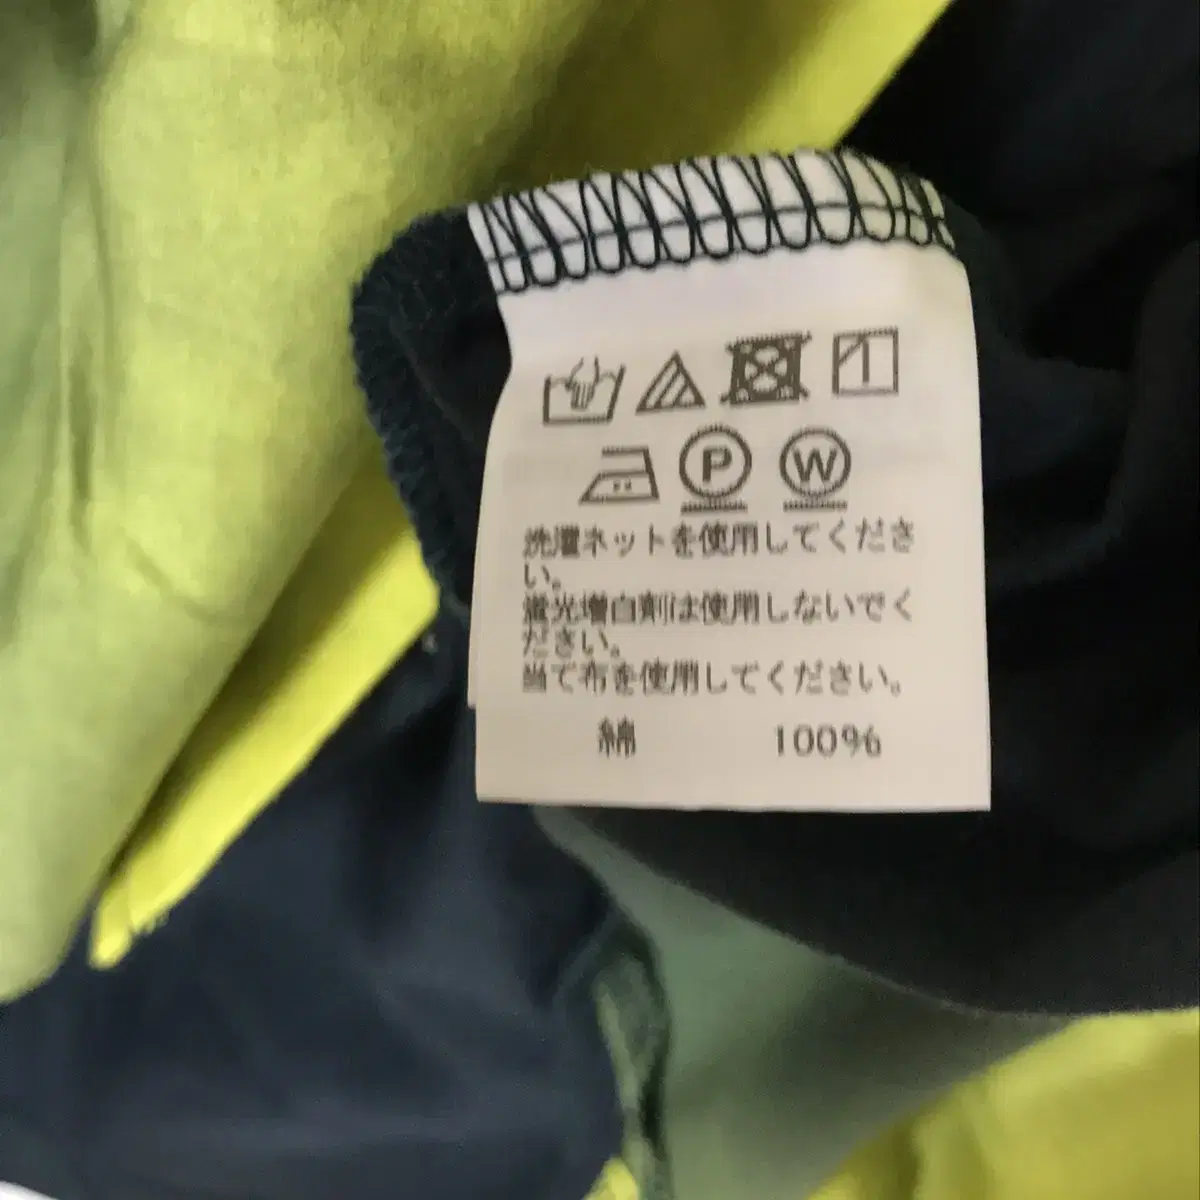 P W
洗濯ネットを使用してくださ
い。
蛍光増白剤は使用しないでく
ださい。
当て布を使用してください。
綿 100%